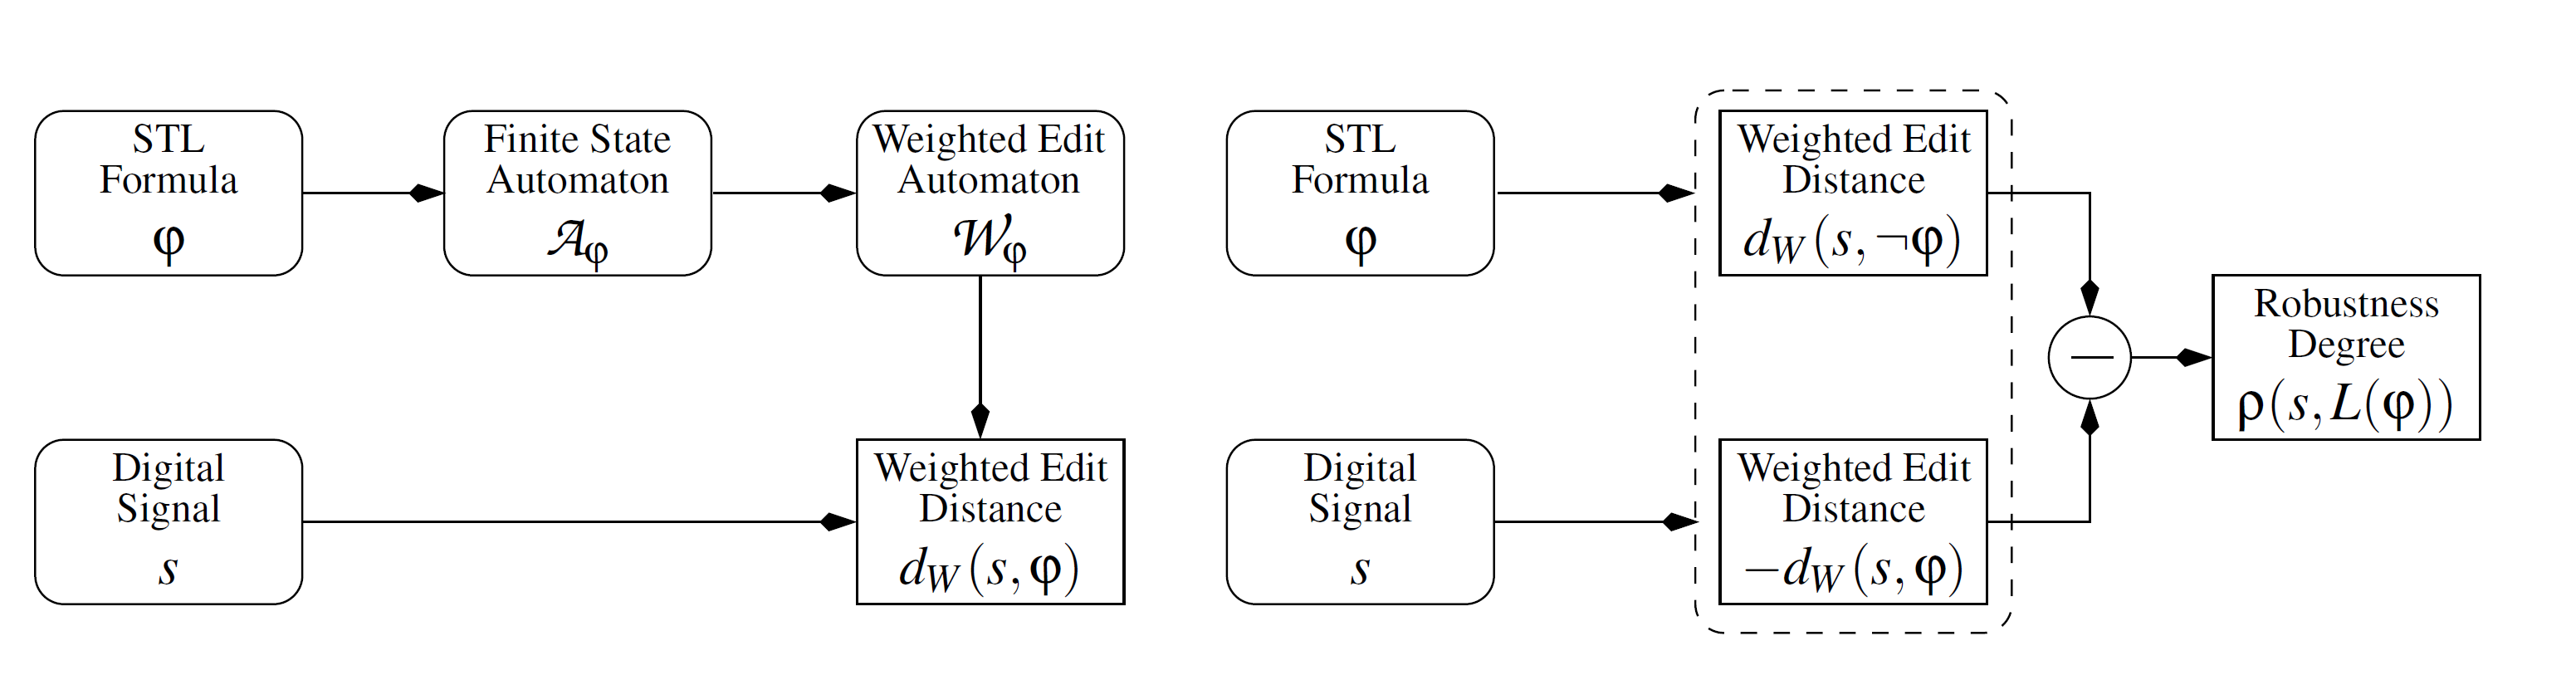 STL
Formula
φ
Finite State
Automaton
𝒜φ
Weighted Edit
Automaton
𝒲φ
Digital
Signal
s
Weighted Edit
Distance
dW(s,φ)
STL
Formula
φ
Weighted Edit
Distance
dW(s,¬φ)
Digital
Signal
s
Weighted Edit
Distance
−dW(s,φ)
−
Robustness
Degree
ρ(s,L(φ))